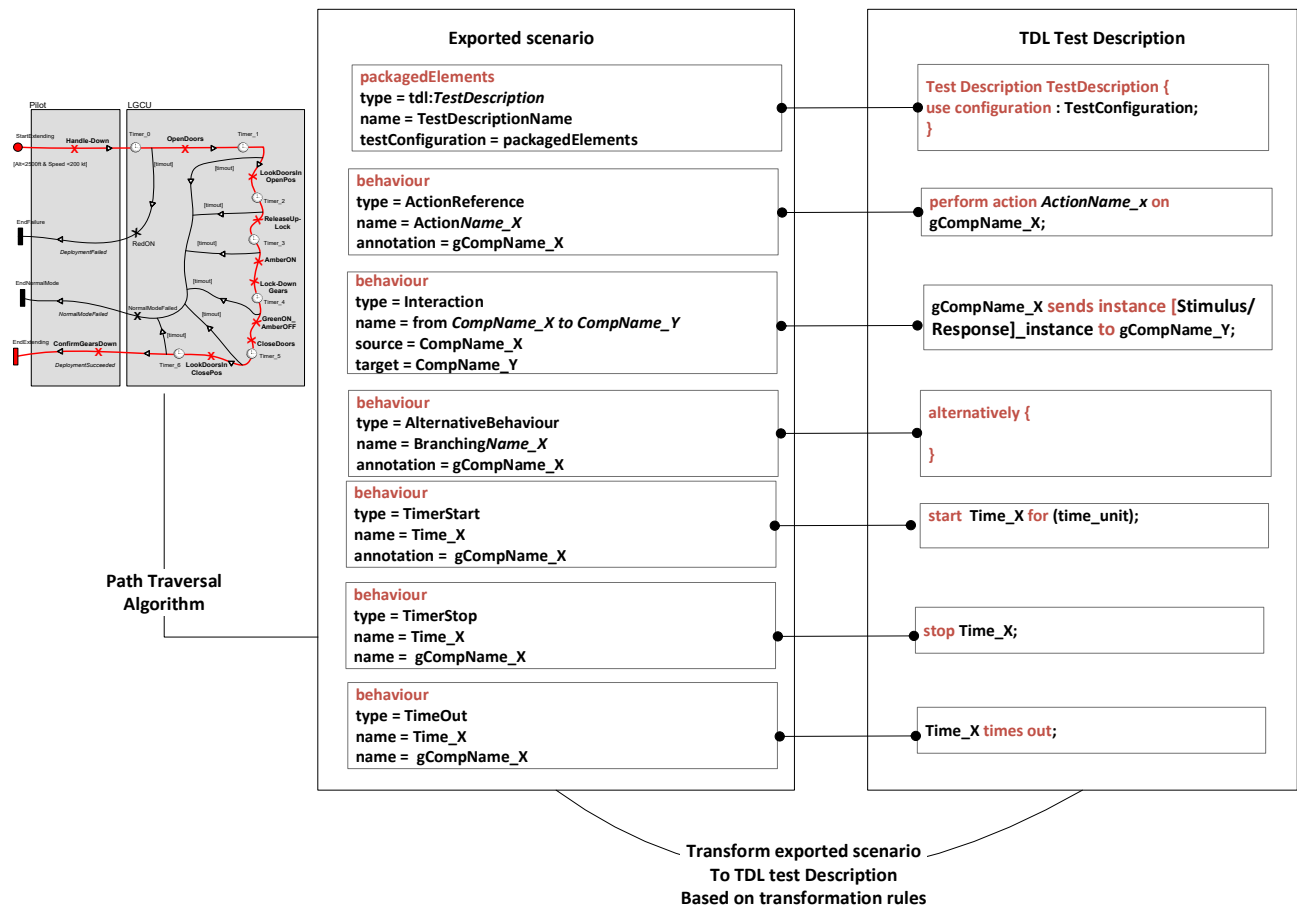 Pilot
LGCU
StartExtending
Handle-Down
Timer_0
OpenDoors
Timer_1
[Alt=2500ft & Speed <200 kt]
[timout]
[timout]
LookDoorsIn
OpenPos
Timer_2
[timout]
ReleaseUp-
Lock
EndFailure
RedON
DeploymentFailed
Timer_3
[timout]
AmberON
[timout]
Lock-Down
Gears
EndNormalMode
NormalModeFailed
NormalModeFailed
Timer_4
GreenON_
AmberOFF
[timout]
CloseDoors
EndExtending
ConfirmGearsDown
DeploymentSucceeded
Timer_6
LookDoorsIn
ClosePos
Timer_5
Path Traversal
Algorithm
Exported scenario
packagedElements
type = tdl:TestDescription
name = TestDescriptionName
testConfiguration = packagedElements
behaviour
type = ActionReference
name = ActionName_X
annotation = gCompName_X
behaviour
type = Interaction
name = from CompName_X to CompName_Y
source = CompName_X
target = CompName_Y
behaviour
type = AlternativeBehaviour
name = BranchingName_X
annotation = gCompName_X
behaviour
type = TimerStart
name = Time_X
annotation =  gCompName_X
behaviour
type = TimerStop
name = Time_X
name =  gCompName_X
behaviour
type = TimeOut
name = Time_X
name =  gCompName_X
TDL Test Description
Test Description TestDescription {
use configuration : TestConfiguration;
}
perform action ActionName_x on
gCompName_X;
gCompName_X sends instance [Stimulus/
Response]_instance to gCompName_Y;
alternatively {
}
start  Time_X for (time_unit);
stop Time_X;
Time_X times out;
Transform exported scenario
To TDL test Description
Based on transformation rules